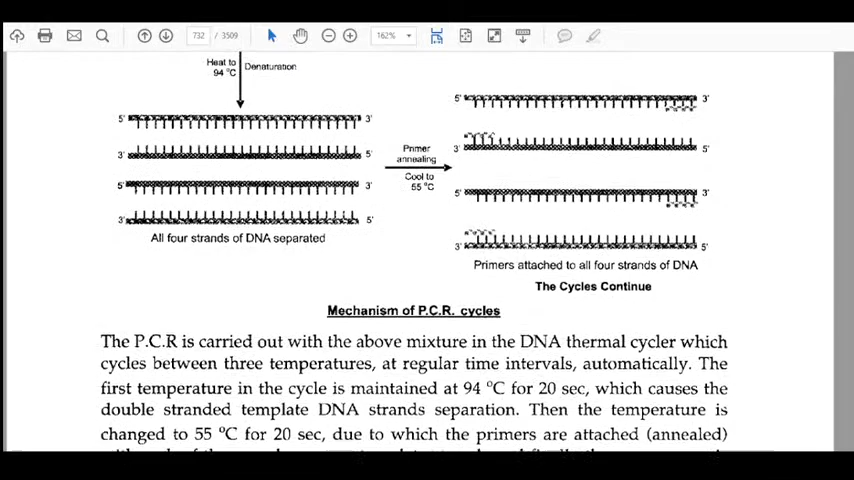 732 / 3509
162%
Heat to
94 °C
Denaturation
5' 3'
3' 5'
5' 3'
3' 5'
All four strands of DNA separated
Primer
annealing
Cool to
55 °C
5' 3'
3' 5'
5' 3'
3' 5'
Primers attached to all four strands of DNA
The Cycles Continue
Mechanism of P.C.R. cycles
The P.C.R is carried out with the above mixture in the DNA thermal cycler which
cycles between three temperatures, at regular time intervals, automatically. The
first temperature in the cycle is maintained at 94 °C for 20 sec, which causes the
double stranded template DNA strands separation. Then the temperature is
changed to 55 °C for 20 sec, due to which the primers are attached (annealed)